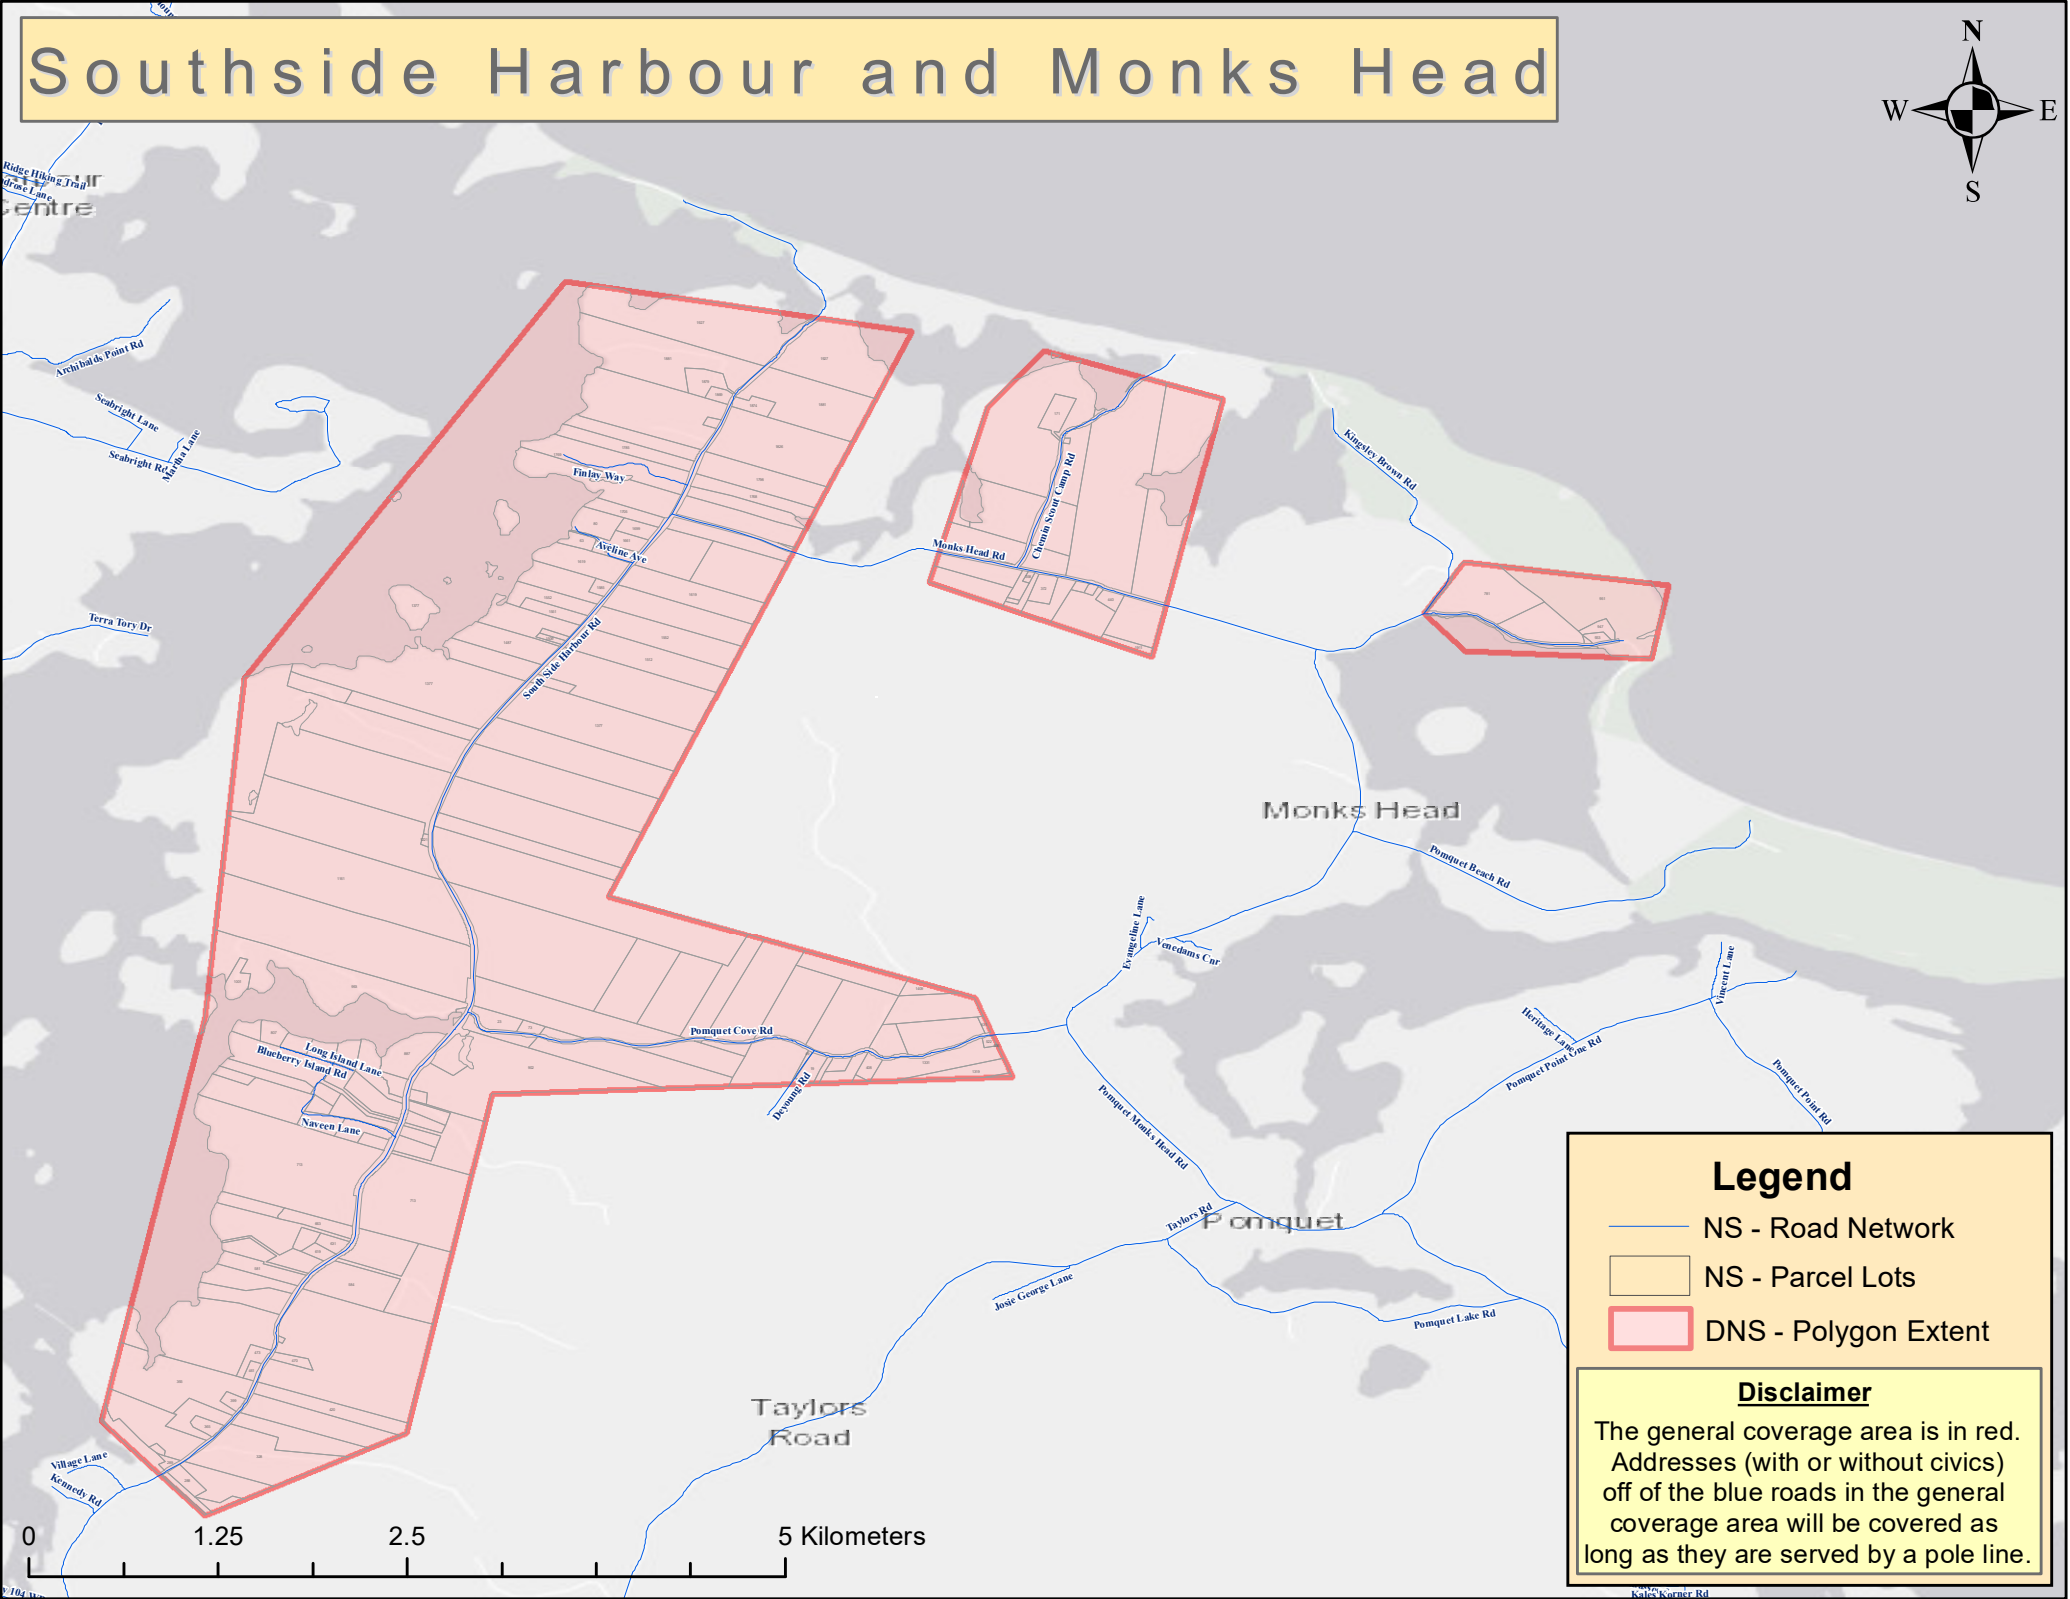 Southside Harbour and Monks Head
N
W
E
S
Ridge Hiking Trail
Centre
Archibalds Point Rd
Seabright Lane
Seabright Rd
Martha Lane
Terra Tory Dr
Finlay Way
Aveline Ave
South Side Harbour Rd
Monks Head Rd
Chemin Scout Camp Rd
Kingsley Brown Rd
Monks Head
Pomquet Beach Rd
Evangeline Lane
Venedams Cnr
Vincent Lane
Heritage Lane
Pomquet Point One Rd
Pomquet Point Rd
Pomquet Cove Rd
Deyoung Rd
Long Island Lane
Blueberry Island Rd
Naveen Lane
Pomquet Monks Head Rd
Taylors Rd
Pomquet
Josie George Lane
Pomquet Lake Rd
Taylors
Road
Village Lane
Kennedy Rd
0
1.25
2.5
5 Kilometers
Legend
NS - Road Network
NS - Parcel Lots
DNS - Polygon Extent
Disclaimer
The general coverage area is in red.
Addresses (with or without civics)
off of the blue roads in the general
coverage area will be covered as
long as they are served by a pole line.
Kales Korner Rd